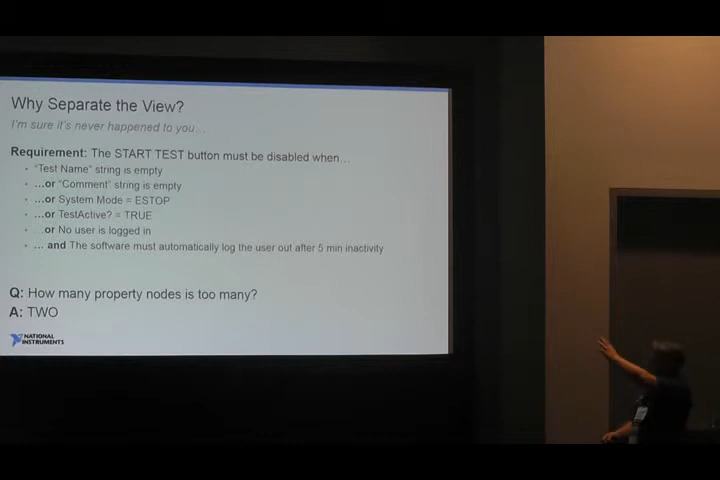 Why Separate the View?
I'm sure it's never happened to you…
Requirement: The START TEST button must be disabled when…
• "Test Name" string is empty
• …or "Comment" string is empty
• …or System Mode = ESTOP
• …or TestActive? = TRUE
• …or No user is logged in
• … and The software must automatically log the user out after 5 min inactivity
Q: How many property nodes is too many?
A: TWO
NATIONAL
INSTRUMENTS